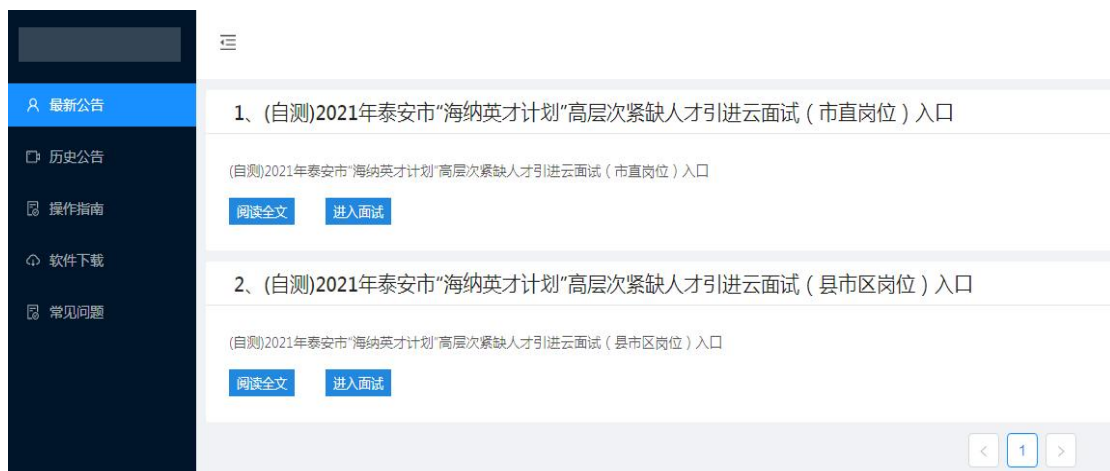 最新公告
历史公告
操作指南
软件下载
常见问题
1、(自测)2021年泰安市“海纳英才计划”高层次紧缺人才引进云面试（市直岗位）入口
(自测)2021年泰安市“海纳英才计划”高层次紧缺人才引进云面试（市直岗位）入口
阅读全文 进入面试
2、(自测)2021年泰安市“海纳英才计划”高层次紧缺人才引进云面试（县市区岗位）入口
(自测)2021年泰安市“海纳英才计划”高层次紧缺人才引进云面试（县市区岗位）入口
阅读全文 进入面试
< 1 >